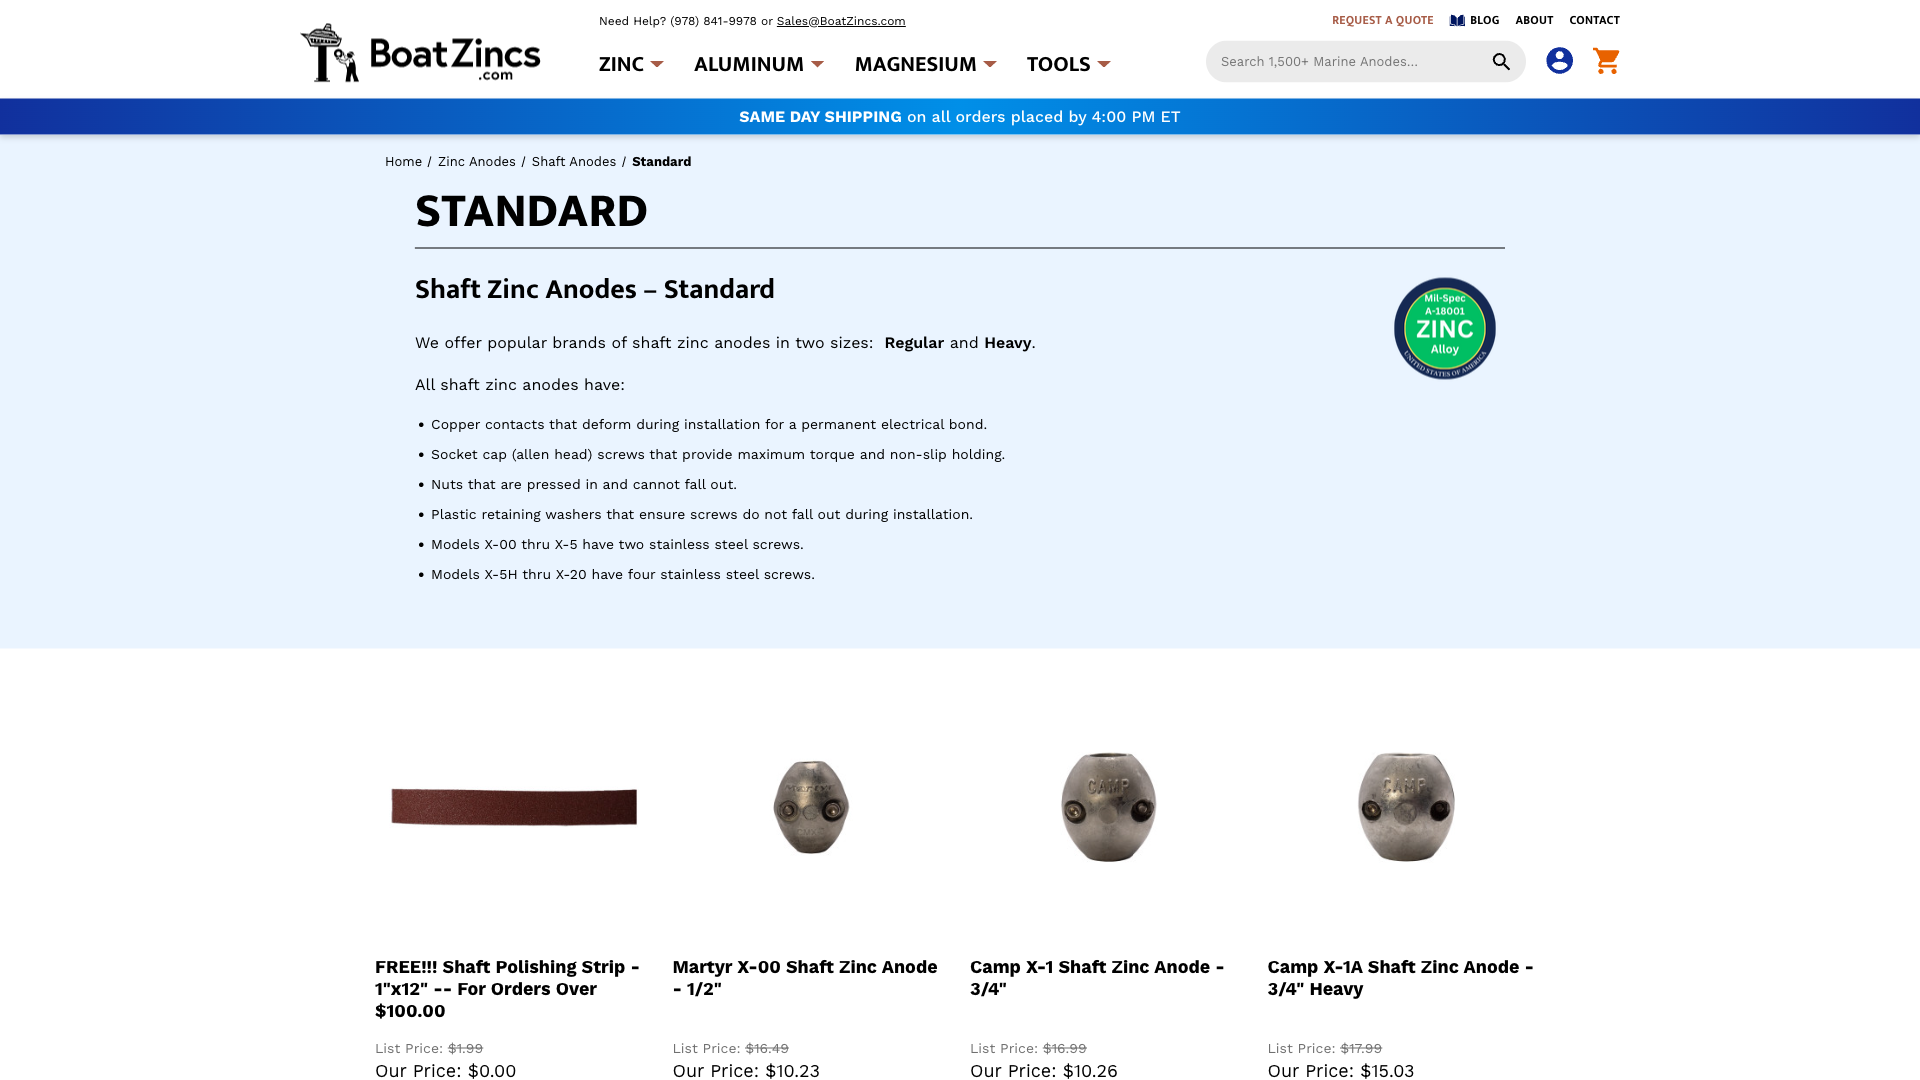 Need Help? (978) 841-9978 or Sales@BoatZincs.com
REQUEST A QUOTE BLOG ABOUT CONTACT
BoatZincs
.com
ZINC ALUMINUM MAGNESIUM TOOLS
Search 1,500+ Marine Anodes...
SAME DAY SHIPPING on all orders placed by 4:00 PM ET
Home / Zinc Anodes / Shaft Anodes / Standard
STANDARD
Shaft Zinc Anodes – Standard
Mil-Spec
A-18001
ZINC
Alloy
UNITED STATES OF AMERICA
We offer popular brands of shaft zinc anodes in two sizes: Regular and Heavy.
All shaft zinc anodes have:
• Copper contacts that deform during installation for a permanent electrical bond.
• Socket cap (allen head) screws that provide maximum torque and non-slip holding.
• Nuts that are pressed in and cannot fall out.
• Plastic retaining washers that ensure screws do not fall out during installation.
• Models X-00 thru X-5 have two stainless steel screws.
• Models X-5H thru X-20 have four stainless steel screws.
CAMP
CAMP
FREE!!! Shaft Polishing Strip -
1"x12" -- For Orders Over
$100.00
List Price: $1.99
Our Price: $0.00
Martyr X-00 Shaft Zinc Anode
- 1/2"
List Price: $16.49
Our Price: $10.23
Camp X-1 Shaft Zinc Anode -
3/4"
List Price: $16.99
Our Price: $10.26
Camp X-1A Shaft Zinc Anode -
3/4" Heavy
List Price: $17.99
Our Price: $15.03